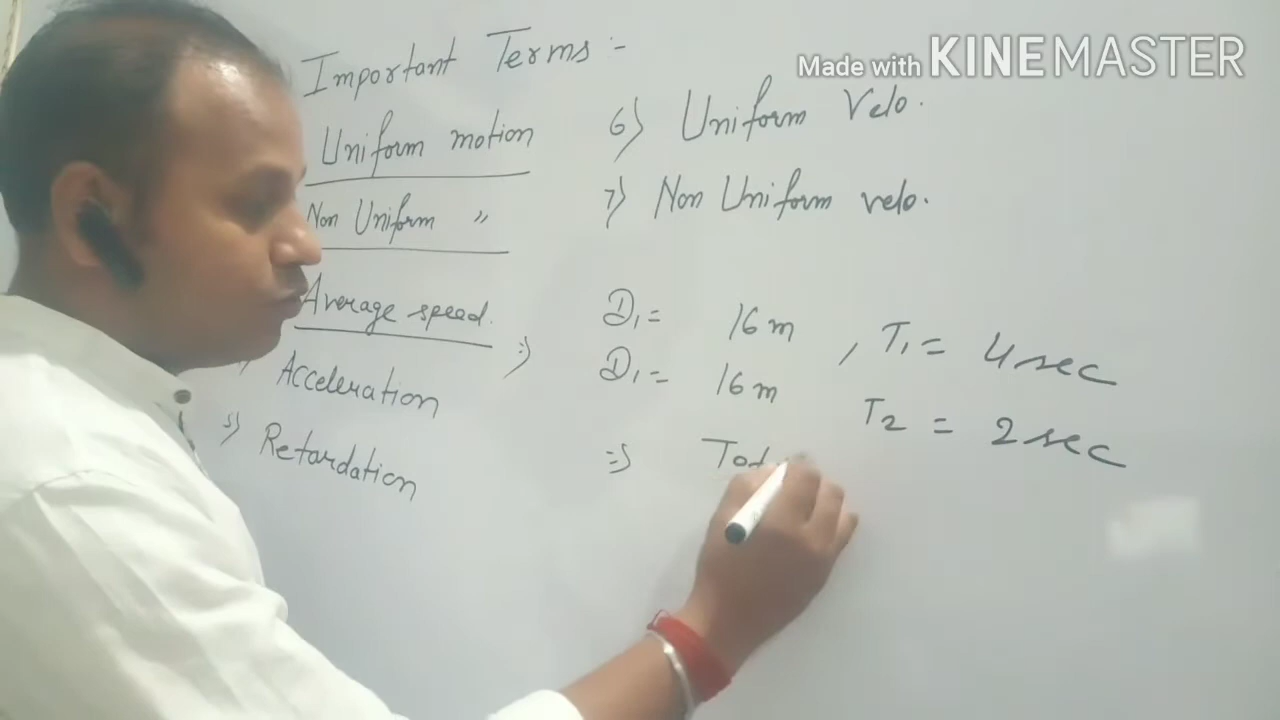 Made with KINEMASTER
Important Terms :-
Uniform motion
Non Uniform "
Average speed.
Acceleration
5) Retardation
6) Uniform Velo.
7) Non Uniform velo.
:) D1 = 16 m , T1 = 4 sec
D1 = 16 m T2 = 2 sec
=) Tot